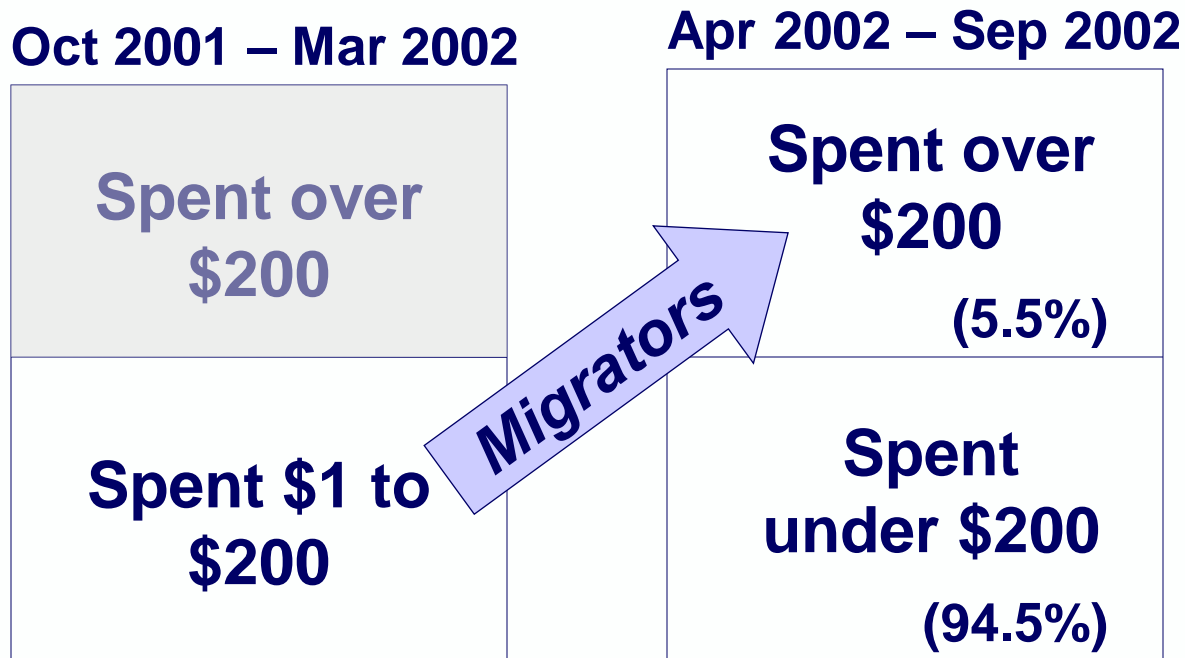 Oct 2001 – Mar 2002
Spent over
$200
Spent $1 to
$200
Migrators
Apr 2002 – Sep 2002
Spent over
$200
(5.5%)
Spent
under $200
(94.5%)